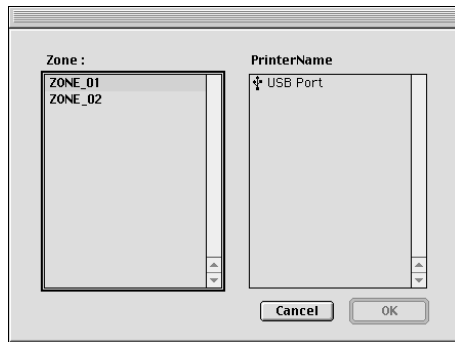 Zone :
ZONE_01
ZONE_02
PrinterName
USB Port
Cancel
OK